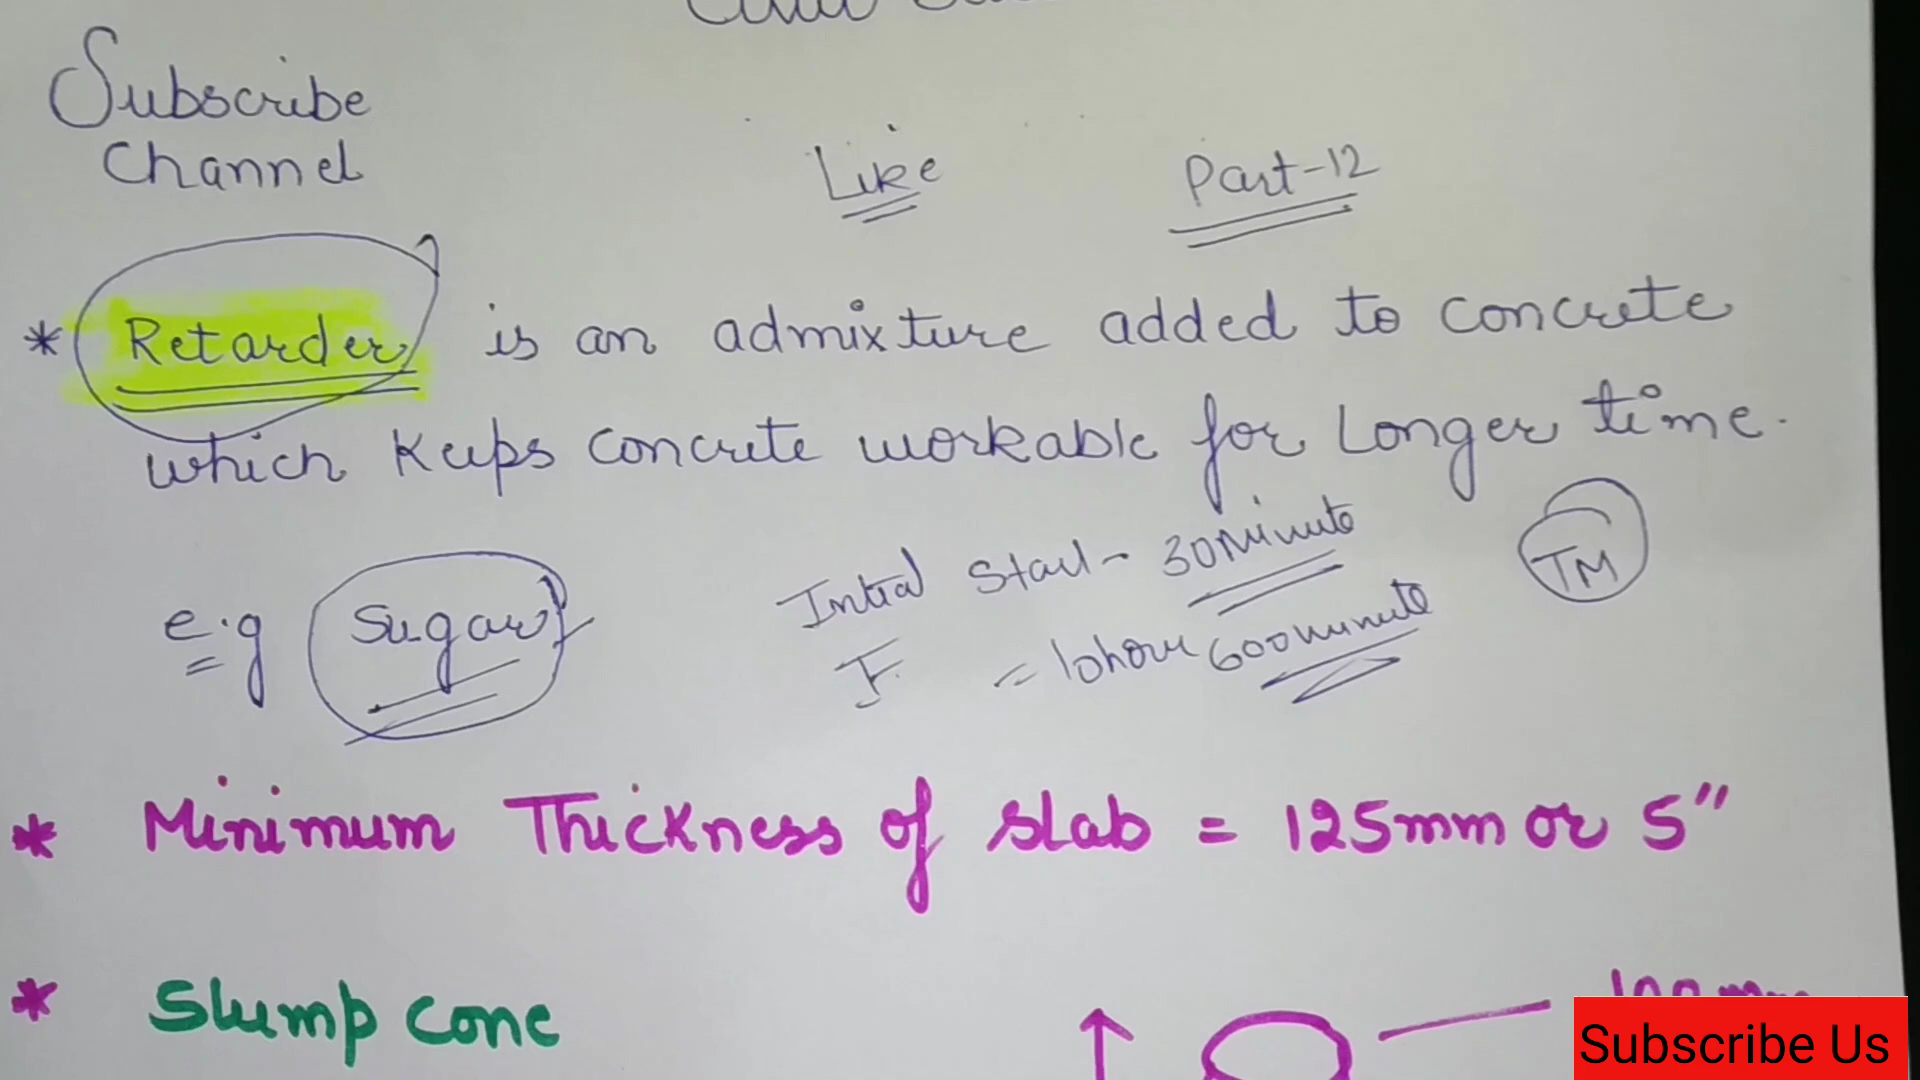 Subscribe
Channel
Like
Part-12
* Retarder is an admixture added to concrete
which keeps concrete workable for longer time.
e.g Sugar
Initial 30 Minute
F. = 10 hour 600 minute
TM
* Minimum Thickness of slab = 125mm or 5"
* Slump cone
Subscribe Us